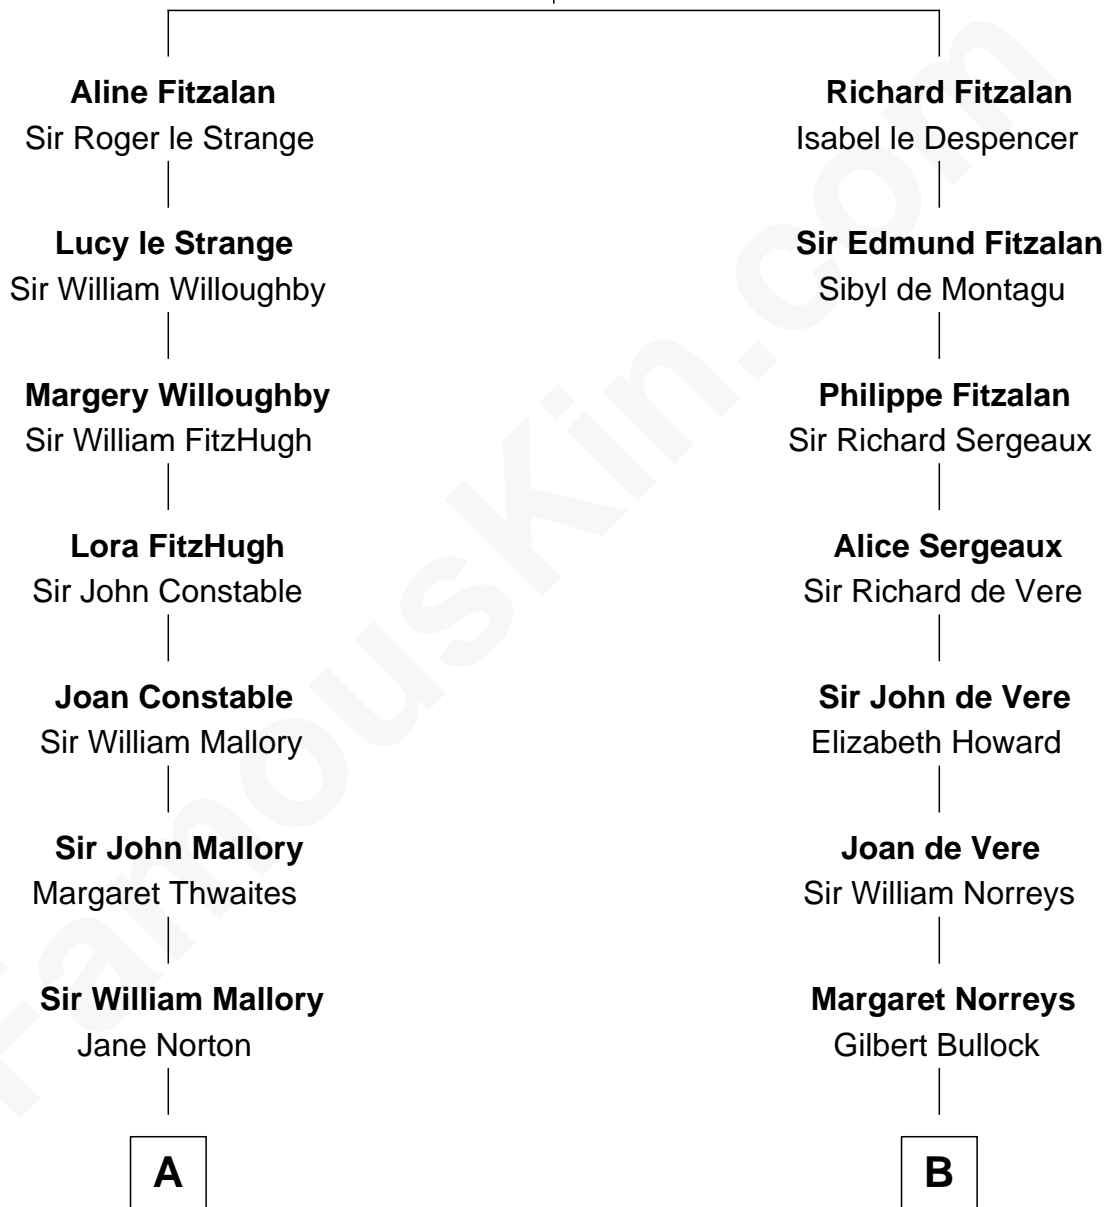 Aline Fitzalan
Sir Roger le Strange
Lucy le Strange
Sir William Willoughby
Margery Willoughby
Sir William FitzHugh
Lora FitzHugh
Sir John Constable
Joan Constable
Sir William Mallory
Sir John Mallory
Margaret Thwaites
Sir William Mallory
Jane Norton
A
Richard Fitzalan
Isabel le Despencer
Sir Edmund Fitzalan
Sibyl de Montagu
Philippe Fitzalan
Sir Richard Sergeaux
Alice Sergeaux
Sir Richard de Vere
Sir John de Vere
Elizabeth Howard
Joan de Vere
Sir William Norreys
Margaret Norreys
Gilbert Bullock
B
FamousKin.com